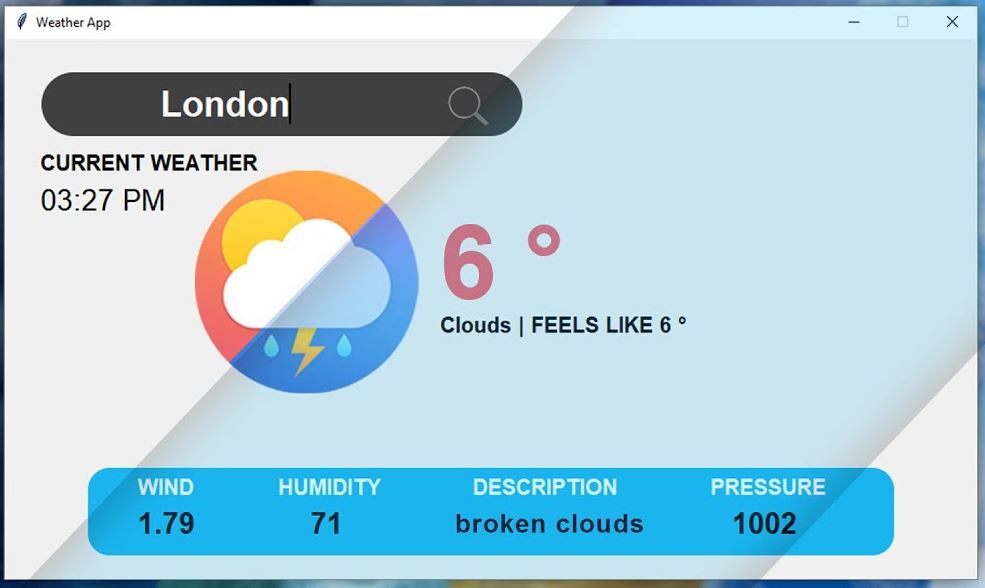 Weather App
London
CURRENT WEATHER
03:27 PM
6 °
Clouds | FEELS LIKE 6 °
WIND HUMIDITY DESCRIPTION PRESSURE
1.79 71 broken clouds 1002